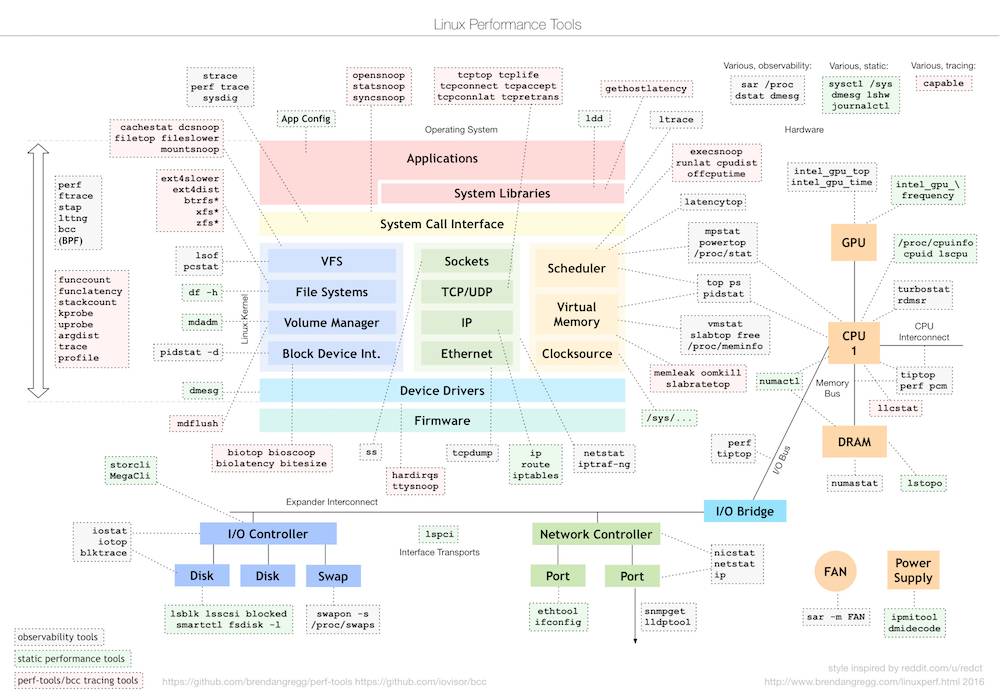 Linux Performance Tools
strace
perf trace
sysdig
opensnoop
statsnoop
syncsnoop
tcptop tcplife
tcpconnect tcpaccept
tcpconnlat tcpretrans
gethostlatency
Various, observability:
sar /proc
dstat dmesg
Various, static:
sysctl /sys
dmesg lshw
journalctl
Various, tracing:
capable
App Config
Operating System
ldd
ltrace
Hardware
cachestat dcsnoop
filetop fileslower
mountsnoop
Applications
System Libraries
System Call Interface
execsnoop
runlat cpudist
offcputime
ext4slower
ext4dist
btrfs*
xfs*
zfs*
perf
ftrace
stap
lttng
bcc
(BPF)
latencytop
intel_gpu_top
intel_gpu_time
intel_gpu_\
frequency
lsof
pcstat
VFS
Sockets
Scheduler
mpstat
powertop
/proc/stat
GPU
/proc/cpuinfo
cpuid lscpu
funccount
funclatency
stackcount
kprobe
uprobe
argdist
trace
profile
df -h
File Systems
TCP/UDP
Virtual
Memory
top ps
pidstat
turbostat
rdmsr
Linux Kernel
mdadm
Volume Manager
IP
vmstat
slabtop free
/proc/meminfo
CPU
1
CPU
Interconnect
pidstat -d
Block Device Int.
Ethernet
Clocksource
memleak oomkill
slabratetop
numactl
Memory
Bus
tiptop
perf pcm
dmesg
Device Drivers
llcstat
mdflush
Firmware
/sys/...
DRAM
biotop bioscoop
biolatency bitesize
ss
hardirqs
ttysnoop
tcpdump
ip
route
iptables
netstat
iptraf-ng
perf
tiptop
I/O Bus
numastat
lstopo
storcli
MegaCli
Expander Interconnect
I/O Bridge
iostat
iotop
blktrace
I/O Controller
lspci
Interface Transports
Network Controller
nicstat
netstat
ip
Disk
Disk
Swap
Port
Port
FAN
Power
Supply
lsblk lsscsi blocked
smartctl fsdisk -l
swapon -s
/proc/swaps
ethtool
ifconfig
snmpget
lldptool
sar -m FAN
ipmitool
dmidecode
observability tools
static performance tools
perf-tools/bcc tracing tools
https://github.com/brendangregg/perf-tools https://github.com/iovisor/bcc
style inspired by reddit.com/u/redct
http://www.brendangregg.com/linuxperf.html 2016